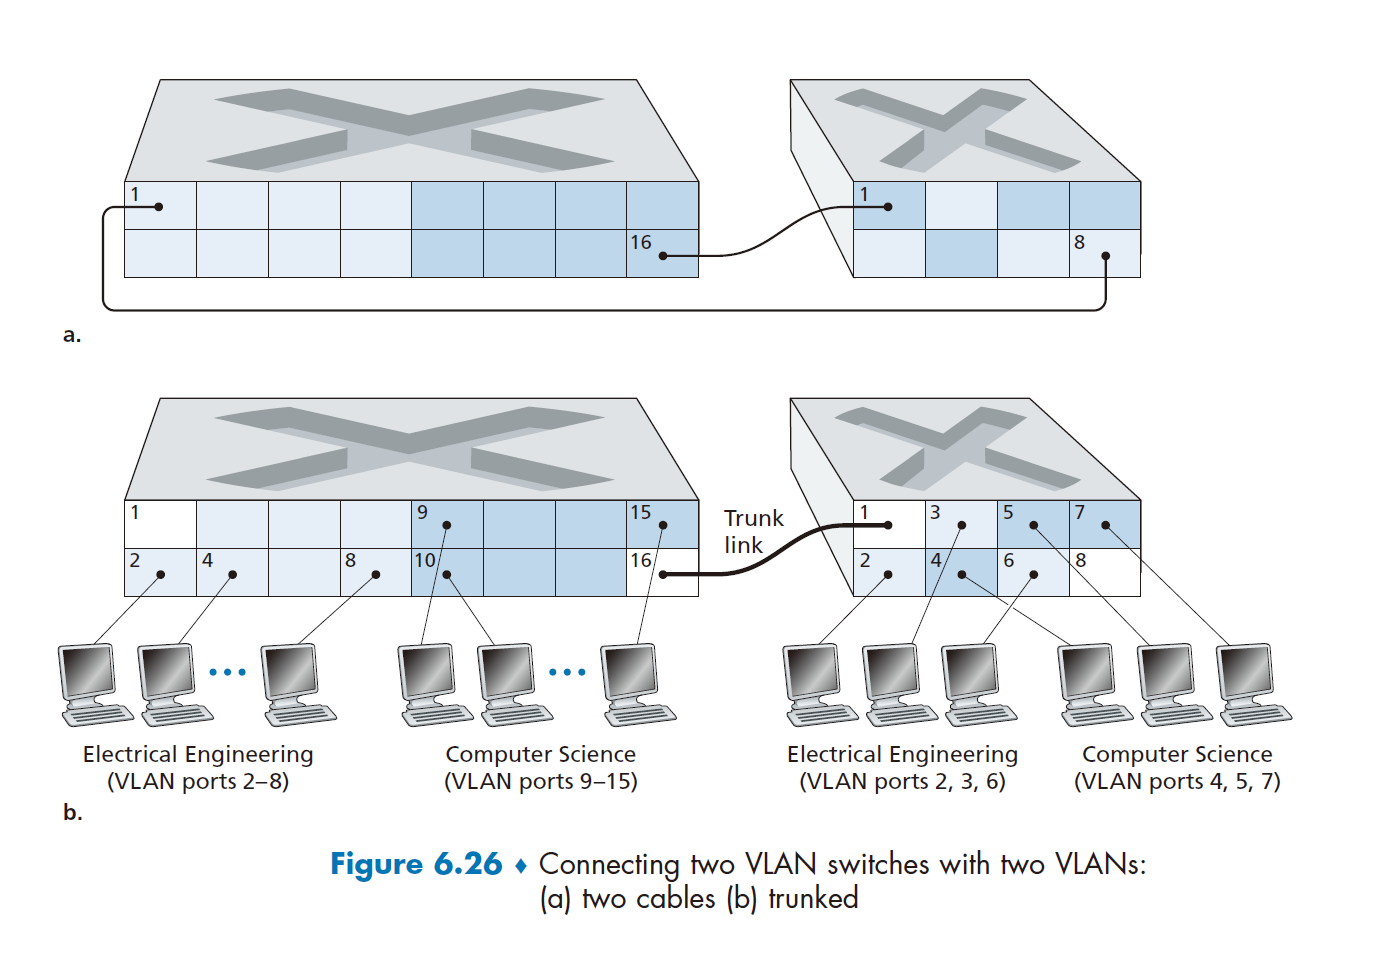 1
16
1
8
a.
1
9
15
2
4
8
10
16
Trunk
link
1
3
5
7
2
4
6
8
Electrical Engineering
(VLAN ports 2–8)
Computer Science
(VLAN ports 9–15)
Electrical Engineering
(VLAN ports 2, 3, 6)
Computer Science
(VLAN ports 4, 5, 7)
b.
Figure 6.26 ♦ Connecting two VLAN switches with two VLANs:
(a) two cables (b) trunked